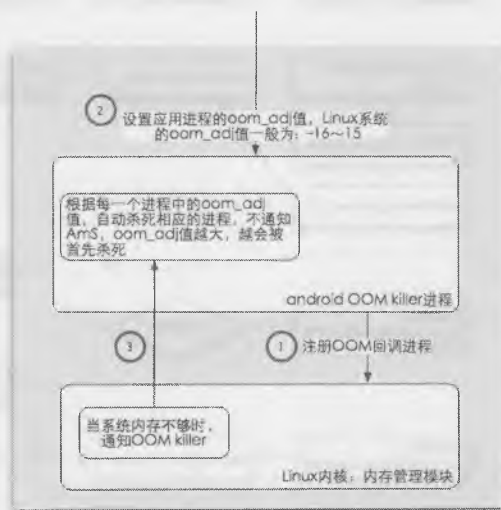 2
设置应用进程的oom_adj值，Linux系统
的oom_adj值一般为：-16～15
根据每一个进程中的oom_adj
值，自动杀死相应的进程，不通知
AmS，oom_adj值越大，越会被
首先杀死
android OOM killer进程
3
1 注册OOM回调进程
当系统内存不够时，
通知OOM killer
Linux内核：内存管理模块